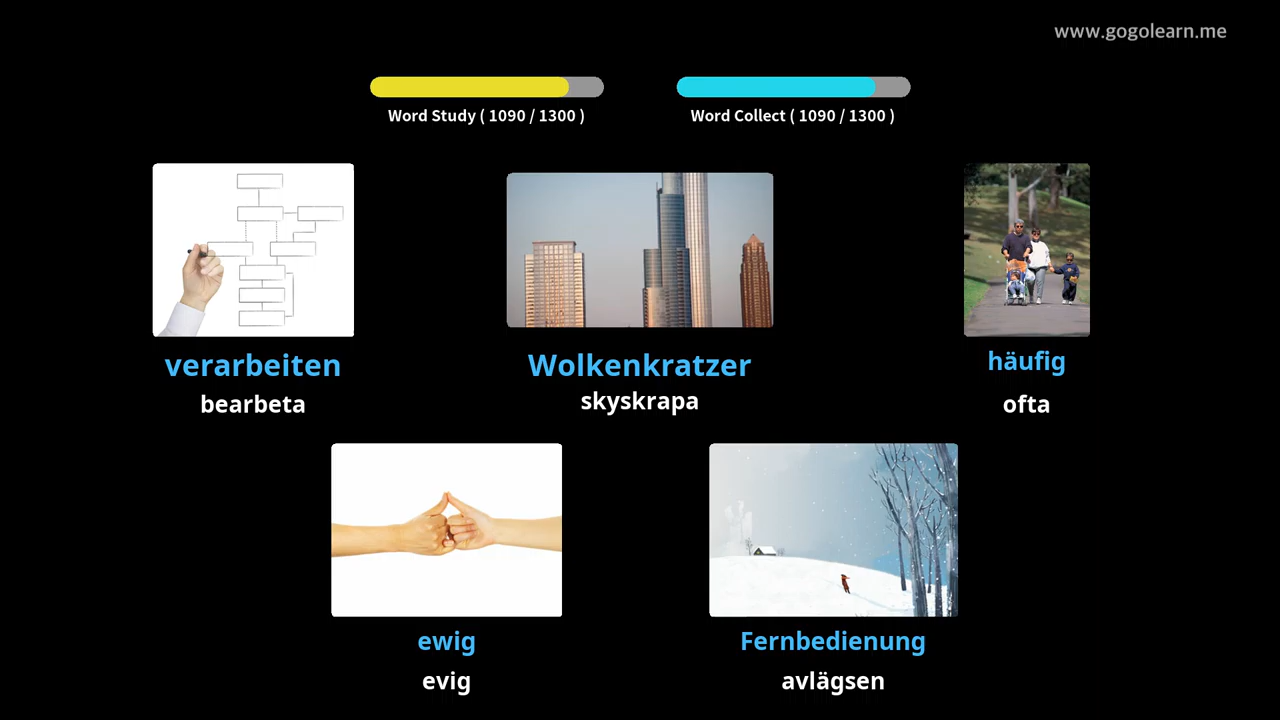 www.gogolearn.me
Word Study ( 1090 / 1300 )
Word Collect ( 1090 / 1300 )
verarbeiten
bearbeta
Wolkenkratzer
skyskrapa
häufig
ofta
ewig
evig
Fernbedienung
avlägsen